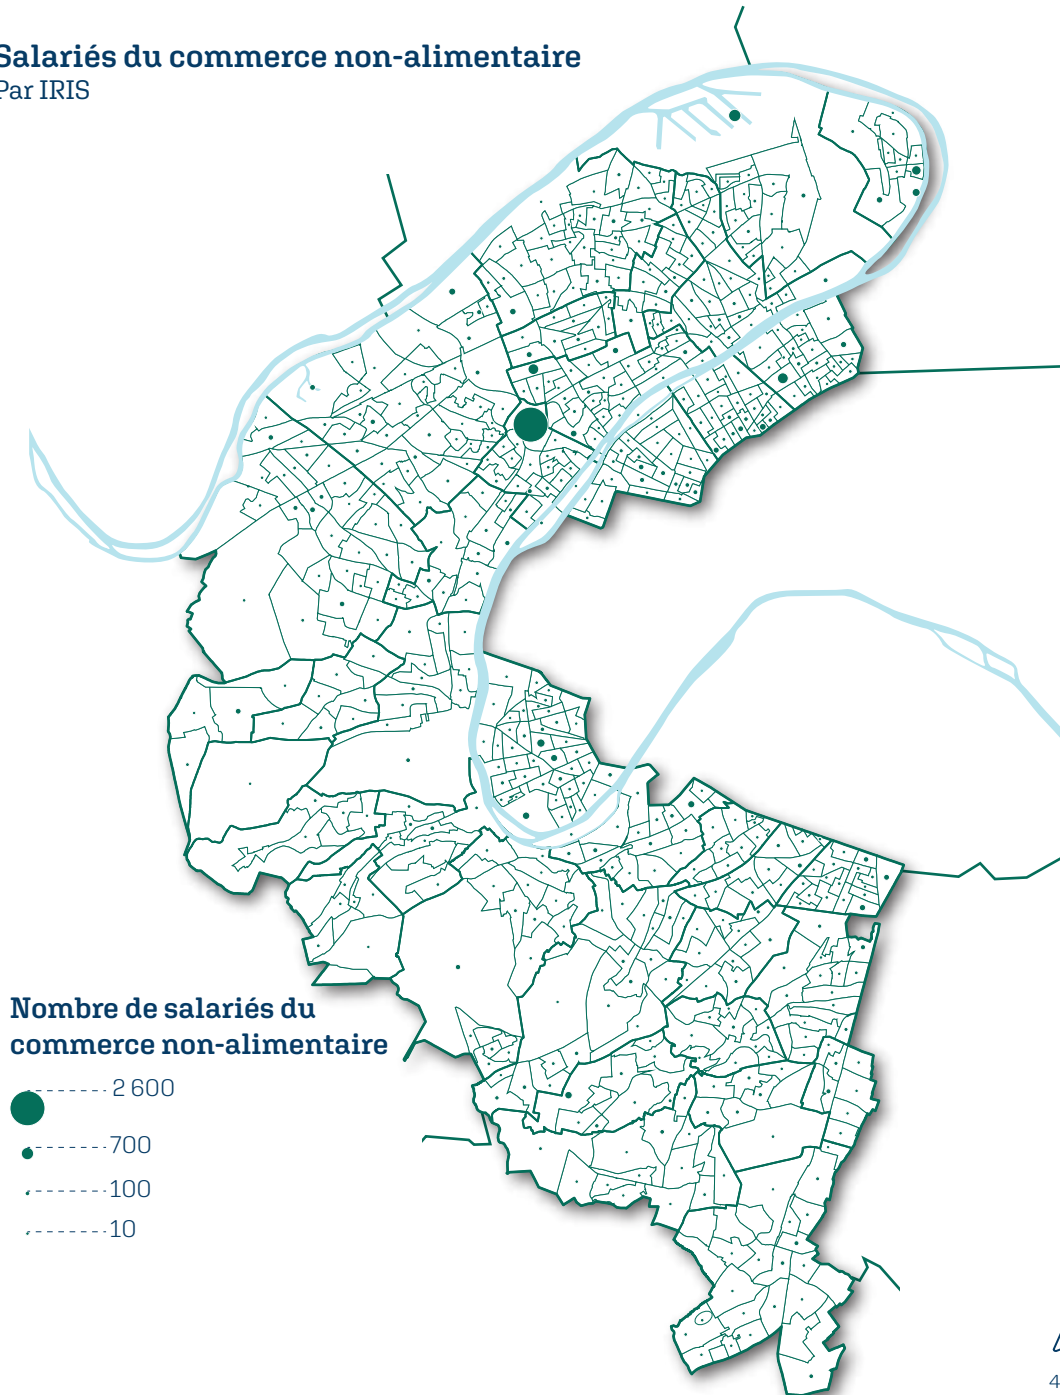 Salariés du commerce non-alimentaire
Par IRIS
Nombre de salariés du
commerce non-alimentaire
2 600
700
100
10
4